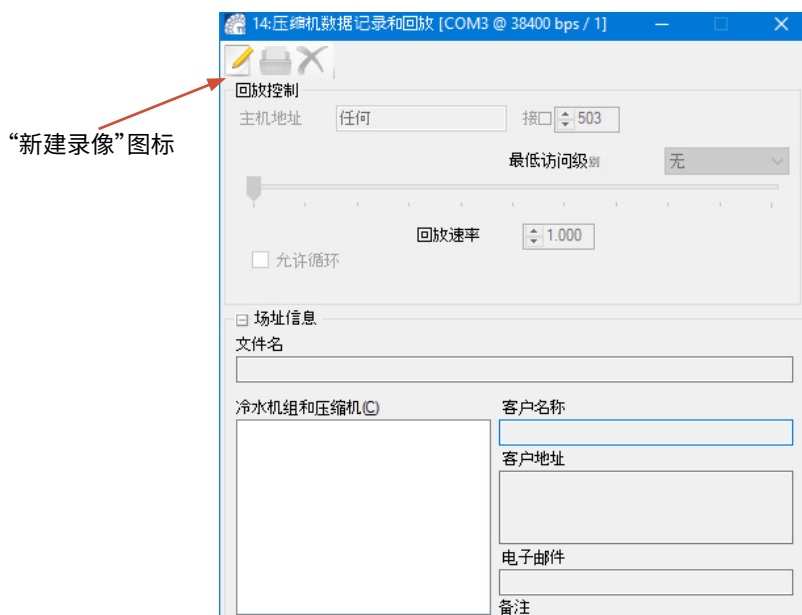 14:压缩机数据记录和回放 [COM3 @ 38400 bps / 1]
回放控制
主机地址 任何 接口 503
“新建录像”图标
最低访问级别 无
回放速率 1.000
允许循环
场址信息
文件名
冷水机组和压缩机(C) 客户名称
客户地址
电子邮件
备注